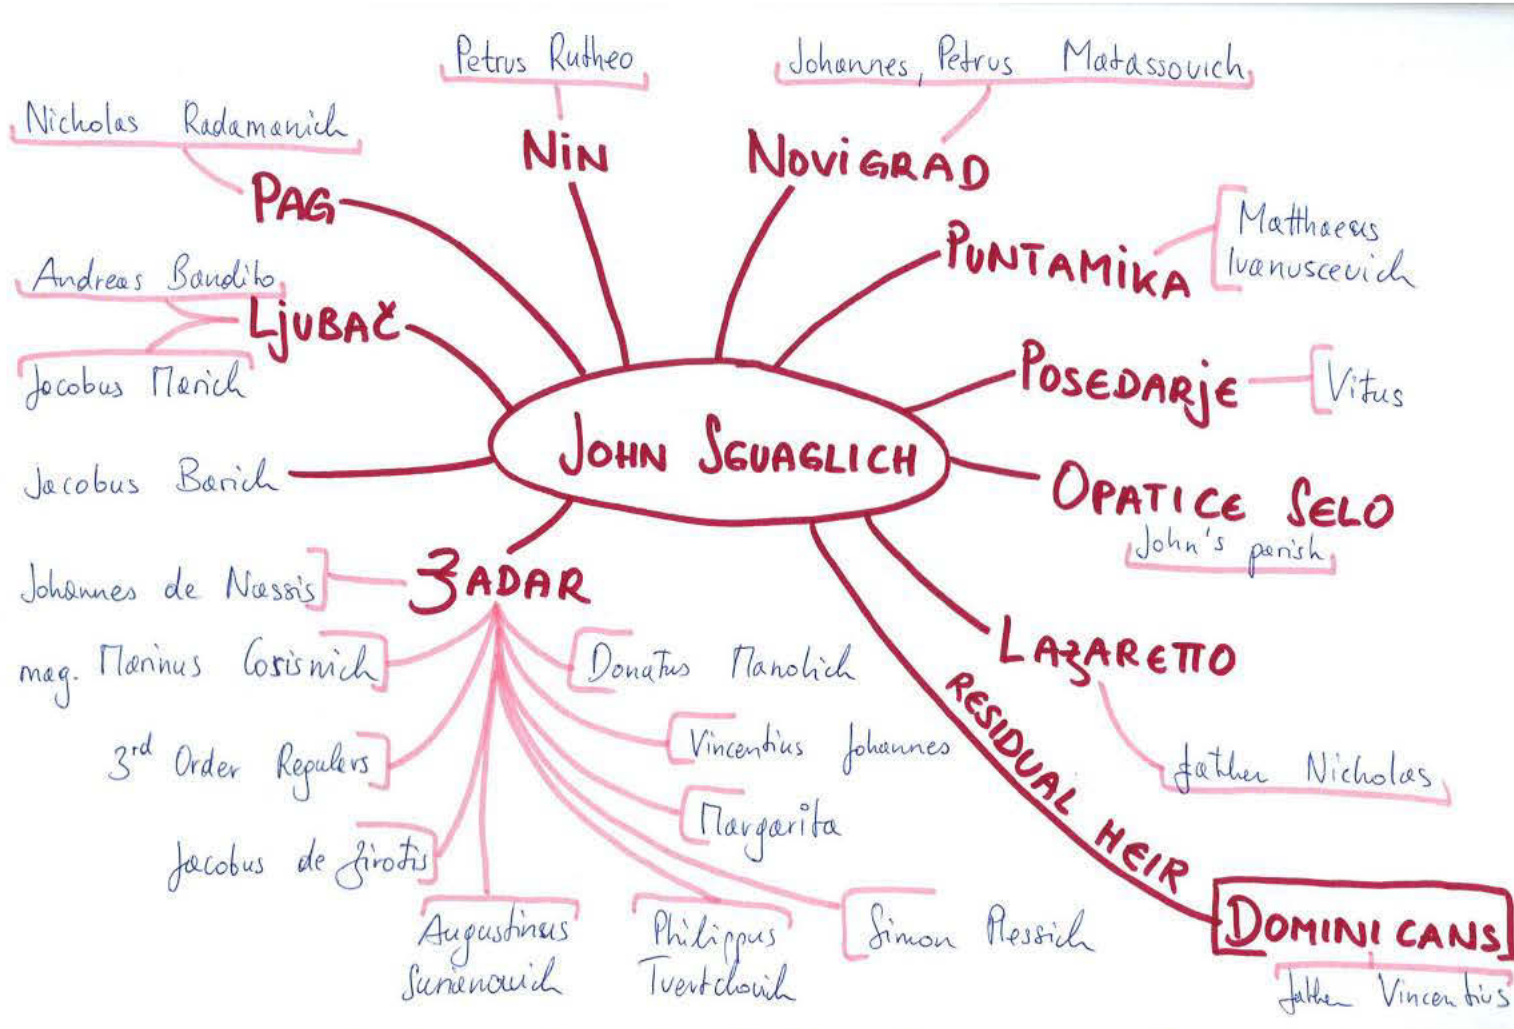 Petrus Rutheo
Johannes, Petrus Matassovich
Nicholas Radamanich
NIN
NOVIGRAD
PAG
Matthaeus
Ivanuscevich
PUNTAMIKA
Andreas Bandito
LJUBAČ
Jacobus Marich
POSEDARJE
Vitus
JOHN SGUAGLICH
Jacobus Barich
OPATICE SELO
John's parish
ZADAR
Johannes de Nassis
mag. Marinus Cosisnich
Donatus Manolich
LAZARETTO
3rd Order Regulars
Vincentius Johannes
father Nicholas
RESIDUAL HEIR
Margarita
Jacobus de
Augustinus
Surianovich
Philippus
Tvertchovich
Simon Plessich
DOMINICANS
father Vincentius